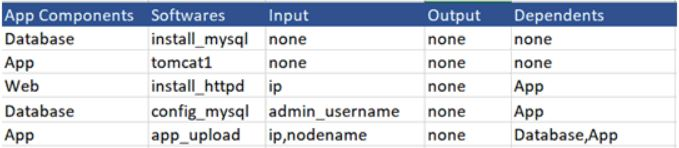 App Components Softwares Input Output Dependents
Database install_mysql none none none
App tomcat1 none none none
Web install_httpd ip none App
Database config_mysql admin_username none App
App app_upload ip,nodename none Database,App